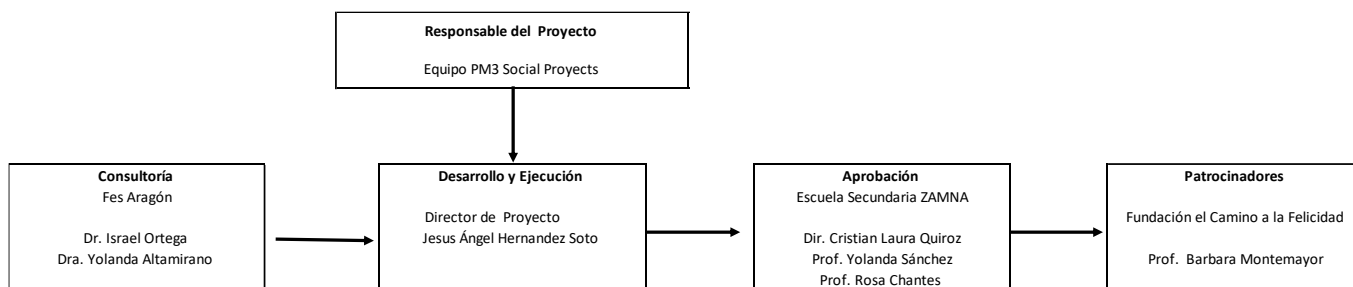 Responsable del Proyecto
Equipo PM3 Social Proyects
Consultoría
Fes Aragón
Dr. Israel Ortega
Dra. Yolanda Altamirano
Desarrollo y Ejecución
Director de Proyecto
Jesus Ángel Hernandez Soto
Aprobación
Escuela Secundaria ZAMNA
Dir. Cristian Laura Quiroz
Prof. Yolanda Sánchez
Prof. Rosa Chantes
Patrocinadores
Fundación el Camino a la Felicidad
Prof. Barbara Montemayor